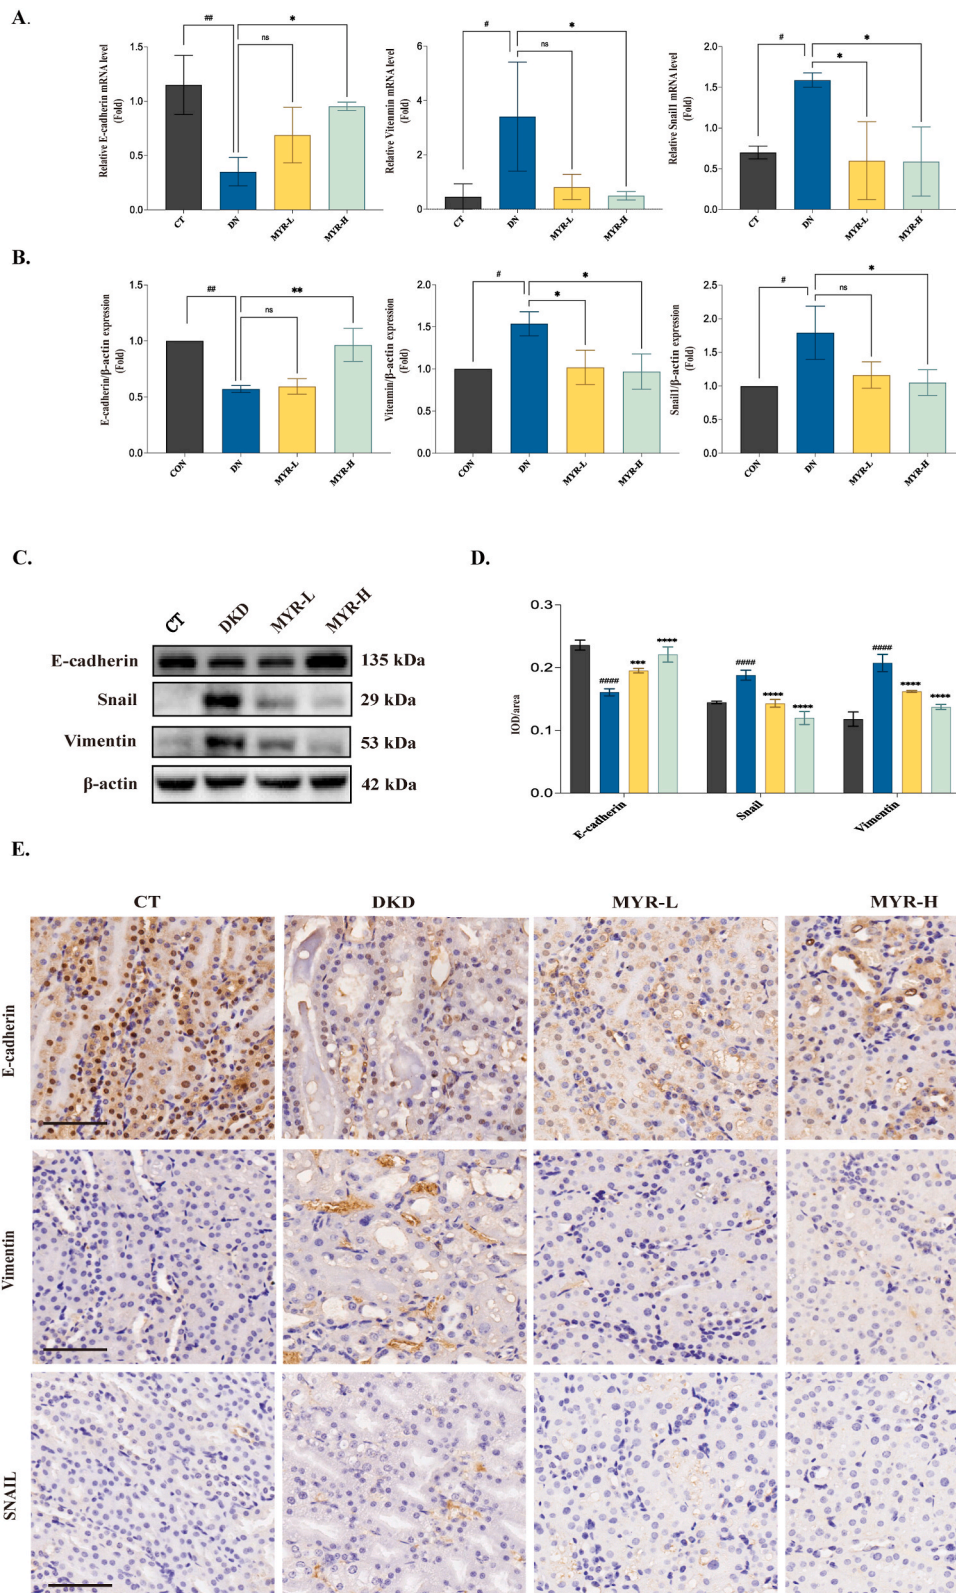 A.
## * ns
Relative E-cadherin mRNA level
(Fold)
1.5
1.0
0.5
0.0
CT DN MYR-L MYR-H
# * ns
Relative Vitenmin mRNA level
(Fold)
6
4
2
0
CT DN MYR-L MYR-H
# * *
Relative Snail1 mRNA level
(Fold)
2.0
1.5
1.0
0.5
0.0
CT DN MYR-L MYR-H
B.
## ** ns
E-cadherin/β-actin expression
(Fold)
1.5
1.0
0.5
0.0
CON DN MYR-L MYR-H
# * *
Vitenmin/β-actin expression
(Fold)
2.0
1.5
1.0
0.5
0.0
CON DN MYR-L MYR-H
# * ns
Snail1/β-actin expression
(Fold)
2.5
2.0
1.5
1.0
0.5
0.0
CON DN MYR-L MYR-H
C.
CT DKD MYR-L MYR-H
E-cadherin 135 kDa
Snail 29 kDa
Vimentin 53 kDa
β-actin 42 kDa
D.
IOD/area
0.3
0.2
0.1
0.0
#### *** ****
#### **** ****
#### **** ****
E-cadherin Snail Vimentin
E.
CT DKD MYR-L MYR-H
E-cadherin
Vimentin
SNAIL